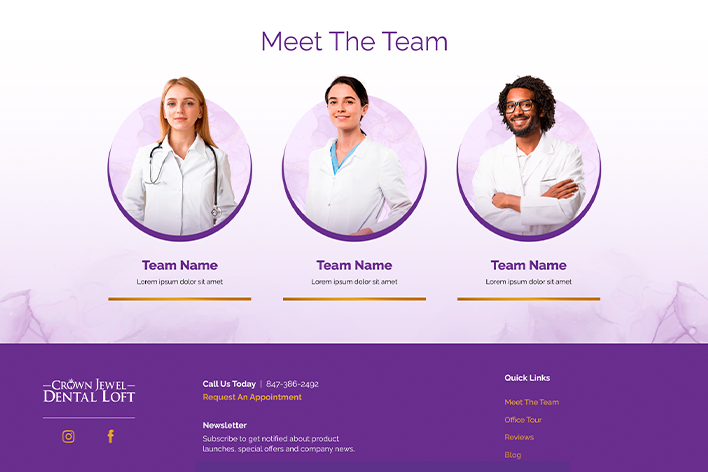 Meet The Team
Team Name
Lorem ipsum dolor sit amet
Team Name
Lorem ipsum dolor sit amet
Team Name
Lorem ipsum dolor sit amet
CROWN JEWEL
DENTAL LOFT
Call Us Today | 847-386-2492
Request An Appointment
Newsletter
Subscribe to get notified about product
launches, special offers and company news.
Quick Links
Meet The Team
Office Tour
Reviews
Blog